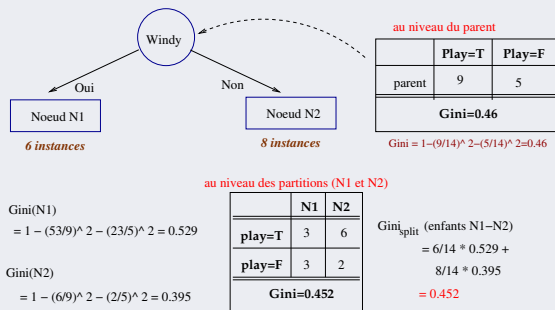 au niveau du parent
Windy
Play=T Play=F
parent 9 5
Oui
Non
Noeud N1
Noeud N2
Gini=0.46
6 instances
8 instances
Gini = 1−(9/14)^ 2−(5/14)^ 2=0.46
au niveau des partitions (N1 et N2)
Gini(N1)
= 1 − (53/9)^ 2 − (23/5)^ 2 = 0.529
Gini(N2)
= 1 − (6/9)^ 2 − (2/5)^ 2 = 0.395
N1 N2
play=T 3 6
play=F 3 2
Gini=0.452
Gini split (enfants N1−N2)
= 6/14 * 0.529 +
8/14 * 0.395
= 0.452